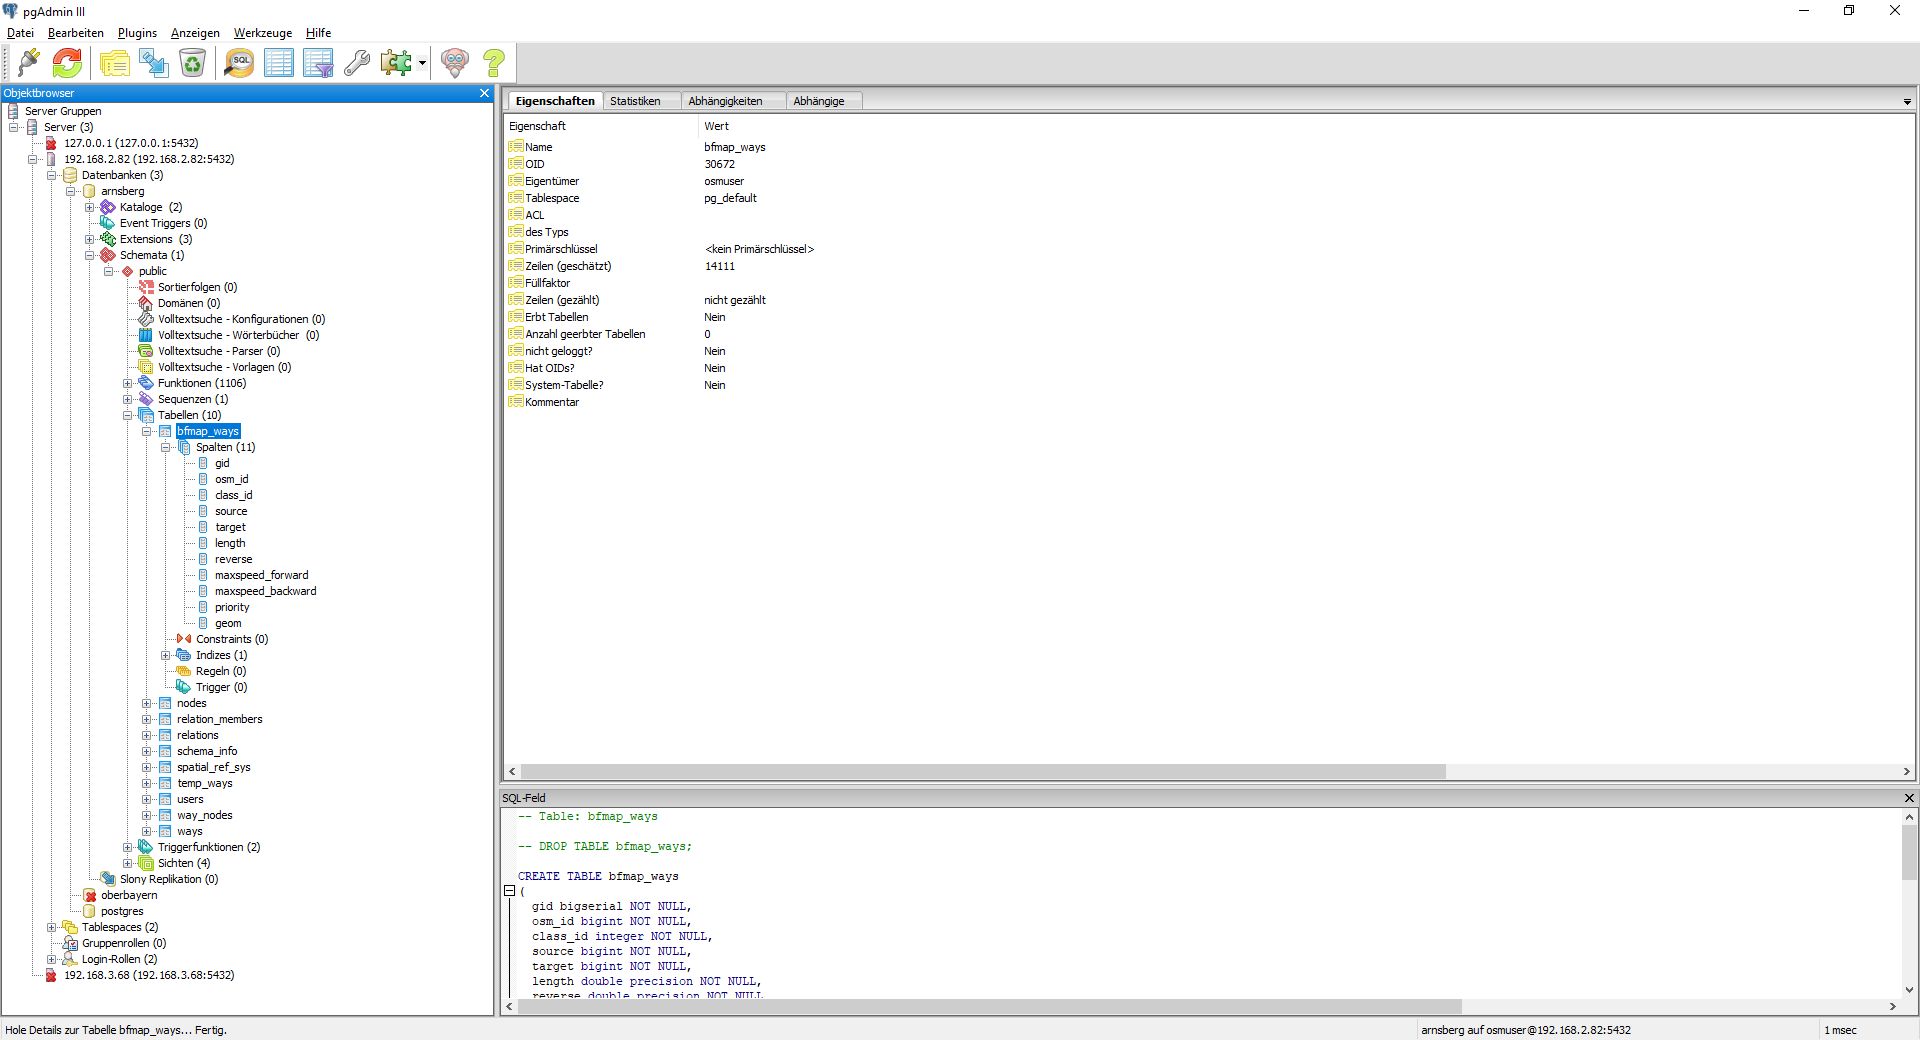 pgAdmin III
Datei Bearbeiten Plugins Anzeigen Werkzeuge Hilfe
SQL
Objektbrowser
Server Gruppen
Server (3)
127.0.0.1 (127.0.0.1:5432)
192.168.2.82 (192.168.2.82:5432)
Datenbanken (3)
arnsberg
Kataloge (2)
Event Triggers (0)
Extensions (3)
Schemata (1)
public
Sortierfolgen (0)
Domänen (0)
Volltextsuche - Konfigurationen (0)
Volltextsuche - Wörterbücher (0)
Volltextsuche - Parser (0)
Volltextsuche - Vorlagen (0)
Funktionen (1106)
Sequenzen (1)
Tabellen (10)
bfmap_ways
Spalten (11)
gid
osm_id
class_id
source
target
length
reverse
maxspeed_forward
maxspeed_backward
priority
geom
Constraints (0)
Indizes (1)
Regeln (0)
Trigger (0)
nodes
relation_members
relations
schema_info
spatial_ref_sys
temp_ways
users
way_nodes
ways
Triggerfunktionen (2)
Sichten (4)
Slony Replikation (0)
oberbayern
postgres
Tablespaces (2)
Gruppenrollen (0)
Login-Rollen (2)
192.168.3.68 (192.168.3.68:5432)
Eigenschaften Statistiken Abhängigkeiten Abhängige
Eigenschaft Wert
Name bfmap_ways
OID 30672
Eigentümer osmuser
Tablespace pg_default
ACL
des Typs
Primärschlüssel <kein Primärschlüssel>
Zeilen (geschätzt) 14111
Füllfaktor
Zeilen (gezählt) nicht gezählt
Erbt Tabellen Nein
Anzahl geerbter Tabellen 0
nicht geloggt? Nein
Hat OIDs? Nein
System-Tabelle? Nein
Kommentar
SQL-Feld
-- Table: bfmap_ways
-- DROP TABLE bfmap_ways;
CREATE TABLE bfmap_ways
(
gid bigserial NOT NULL,
osm_id bigint NOT NULL,
class_id integer NOT NULL,
source bigint NOT NULL,
target bigint NOT NULL,
length double precision NOT NULL,
reverse double precision NOT NULL
Hole Details zur Tabelle bfmap_ways... Fertig.
arnsberg auf osmuser@192.168.2.82:5432
1 msec